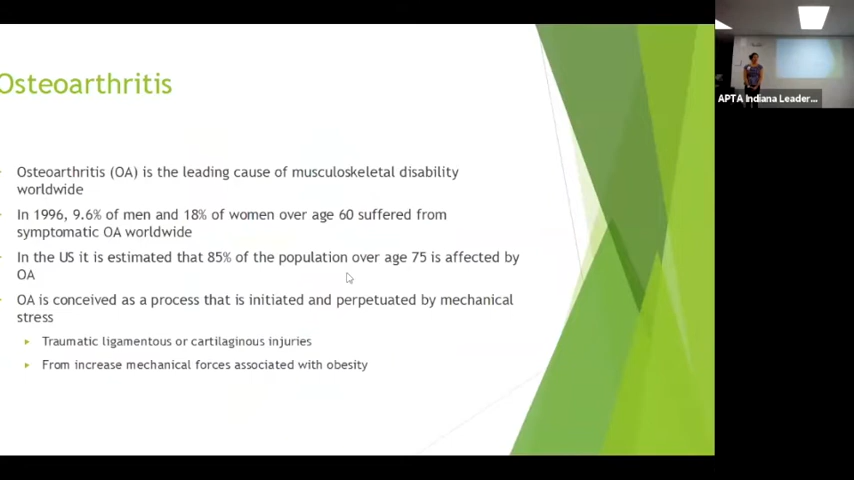 Osteoarthritis
Osteoarthritis (OA) is the leading cause of musculoskeletal disability
worldwide
In 1996, 9.6% of men and 18% of women over age 60 suffered from
symptomatic OA worldwide
In the US it is estimated that 85% of the population over age 75 is affected by
OA
OA is conceived as a process that is initiated and perpetuated by mechanical
stress
Traumatic ligamentous or cartilaginous injuries
From increase mechanical forces associated with obesity
APTA Indiana Leader...